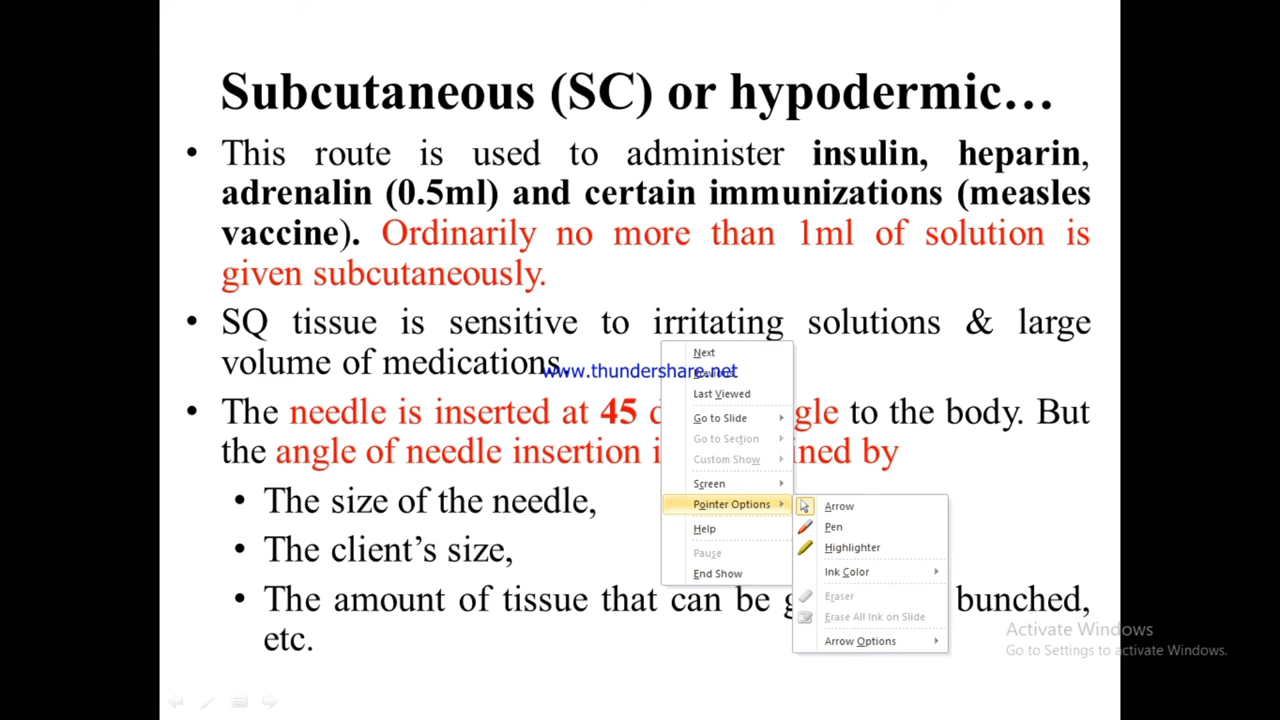 Subcutaneous (SC) or hypodermic…
• This route is used to administer insulin, heparin,
adrenalin (0.5ml) and certain immunizations (measles
vaccine). Ordinarily no more than 1ml of solution is
given subcutaneously.
• SQ tissue is sensitive to irritating solutions & large
volume of medications.
www.thundershare.net
• The needle is inserted at 45 to the body. But
the angle of needle insertion by
• The size of the needle,
• The client’s size,
• The amount of tissue that can be bunched,
etc.
Next
Last Viewed
Go to Slide
Go to Section
Custom Show
Screen
Pointer Options
Help
Pause
End Show
Arrow
Pen
Highlighter
Ink Color
Eraser
Erase All Ink on Slide
Arrow Options
Activate Windows
Go to Settings to activate Windows.